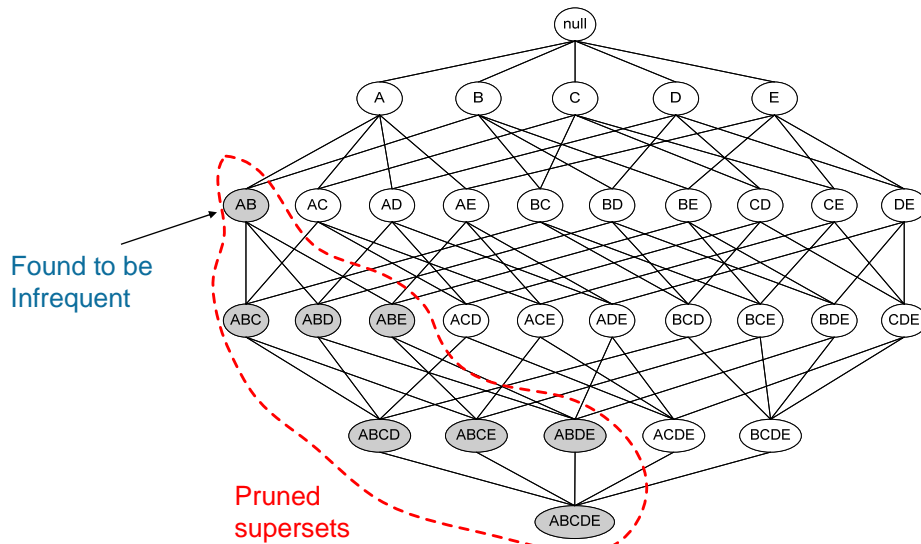 null
A B C D E
AB AC AD AE BC BD BE CD CE DE
Found to be
Infrequent
ABC ABD ABE ACD ACE ADE BCD BCE BDE CDE
ABCD ABCE ABDE ACDE BCDE
Pruned
supersets
ABCDE